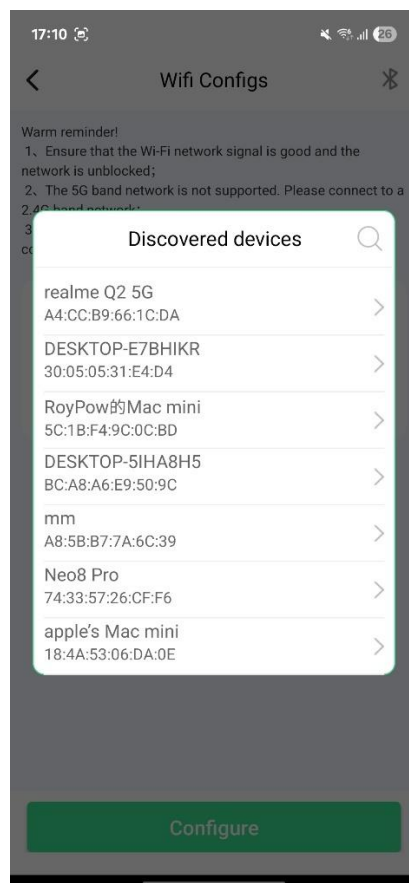 17:10
26
Wifi Configs
Warm reminder!
1、Ensure that the Wi-Fi network signal is good and the
network is unblocked;
2、The 5G band network is not supported. Please connect to a
2.4G band network;
3
Discovered devices
realme Q2 5G
A4:CC:B9:66:1C:DA
DESKTOP-E7BHIKR
30:05:05:31:E4:D4
RoyPow的Mac mini
5C:1B:F4:9C:0C:BD
DESKTOP-5IHA8H5
BC:A8:A6:E9:50:9C
mm
A8:5B:B7:7A:6C:39
Neo8 Pro
74:33:57:26:CF:F6
apple’s Mac mini
18:4A:53:06:DA:0E
Configure